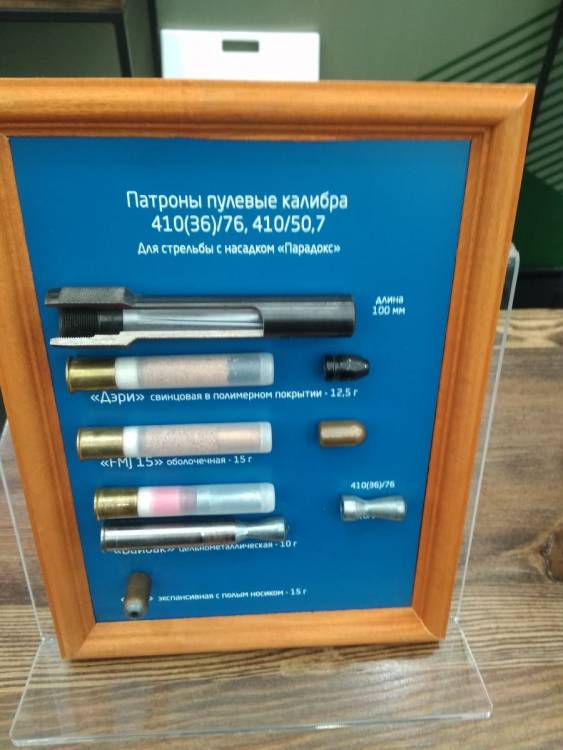 Патроны пулевые калибра
410(36)/76, 410/50,7
Для стрельбы с насадком «Парадокс»
длина
100 мм
«Дэри» свинцовая в полимерном покрытии - 12,5 г
«FMJ 15» оболочечная - 15 г
410(36)/76
цельнометаллическая - 10 г
экспансивная с полым носиком - 15 г